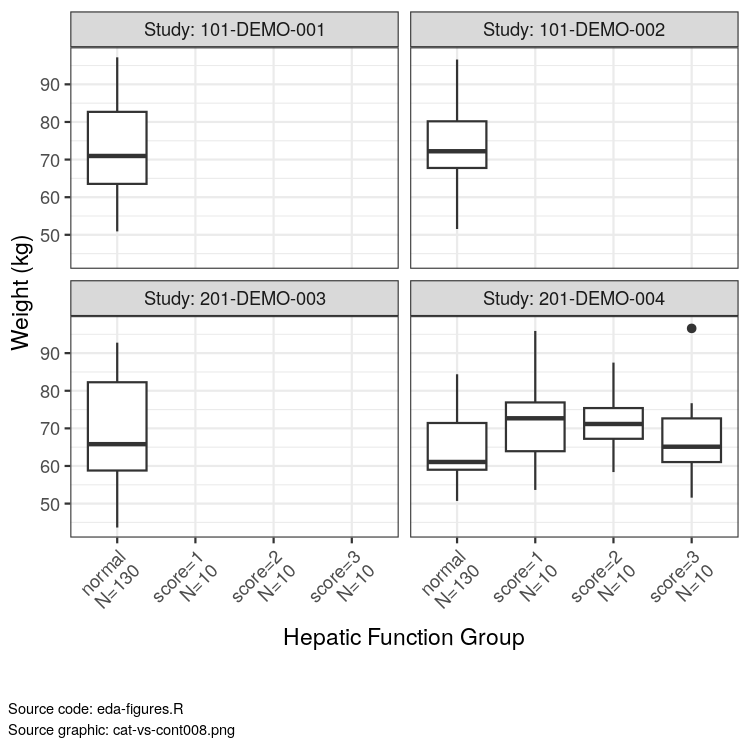 Study: 101-DEMO-001
Study: 101-DEMO-002
90
80
70
60
50
Study: 201-DEMO-003
Study: 201-DEMO-004
90
80
70
60
50
Weight (kg)
normal
N=130
score=1
N=10
score=2
N=10
score=3
N=10
normal
N=130
score=1
N=10
score=2
N=10
score=3
N=10
Hepatic Function Group
Source code: eda-figures.R
Source graphic: cat-vs-cont008.png